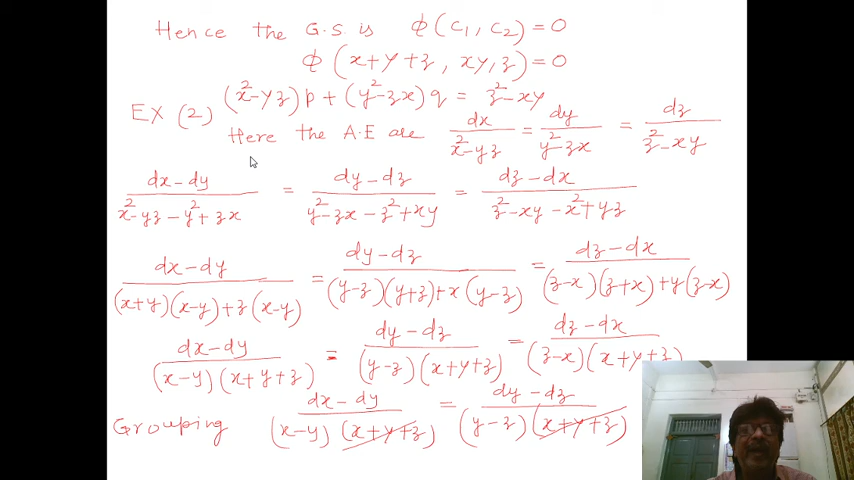 Hence the G.S. is ϕ(c₁, c₂) = 0
ϕ(x+y+z, xyz) = 0
EX (2) (x²-yz)p + (y²-zx)q = z²-xy
Here the A.E are dx/(x²-yz) = dy/(y²-zx) = dz/(z²-xy)
(dx-dy)/(x²-yz-y²+zx) = (dy-dz)/(y²-zx-z²+xy) = (dz-dx)/(z²-xy-x²+yz)
(dx-dy)/((x+y)(x-y)+z(x-y)) = (dy-dz)/((y-z)(y+z)+x(y-z)) = (dz-dx)/((z-x)(z+x)+y(z-x))
(dx-dy)/((x-y)(x+y+z)) = (dy-dz)/((y-z)(x+y+z)) = (dz-dx)/((z-x)(x+y+z))
Grouping (dx-dy)/((x-y)(x+y+z)) = (dy-dz)/((y-z)(x+y+z))